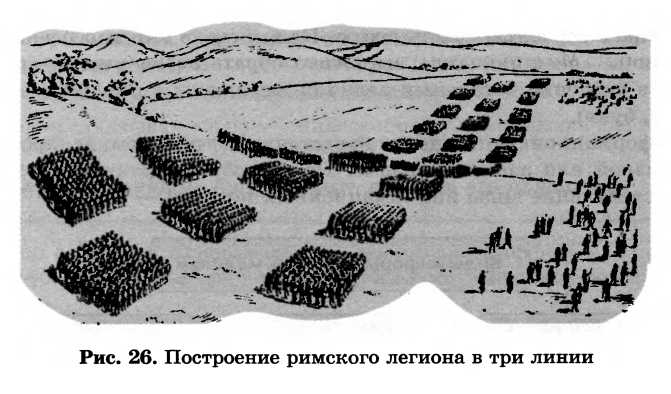 Рис. 26. Построение римского легиона в три линии